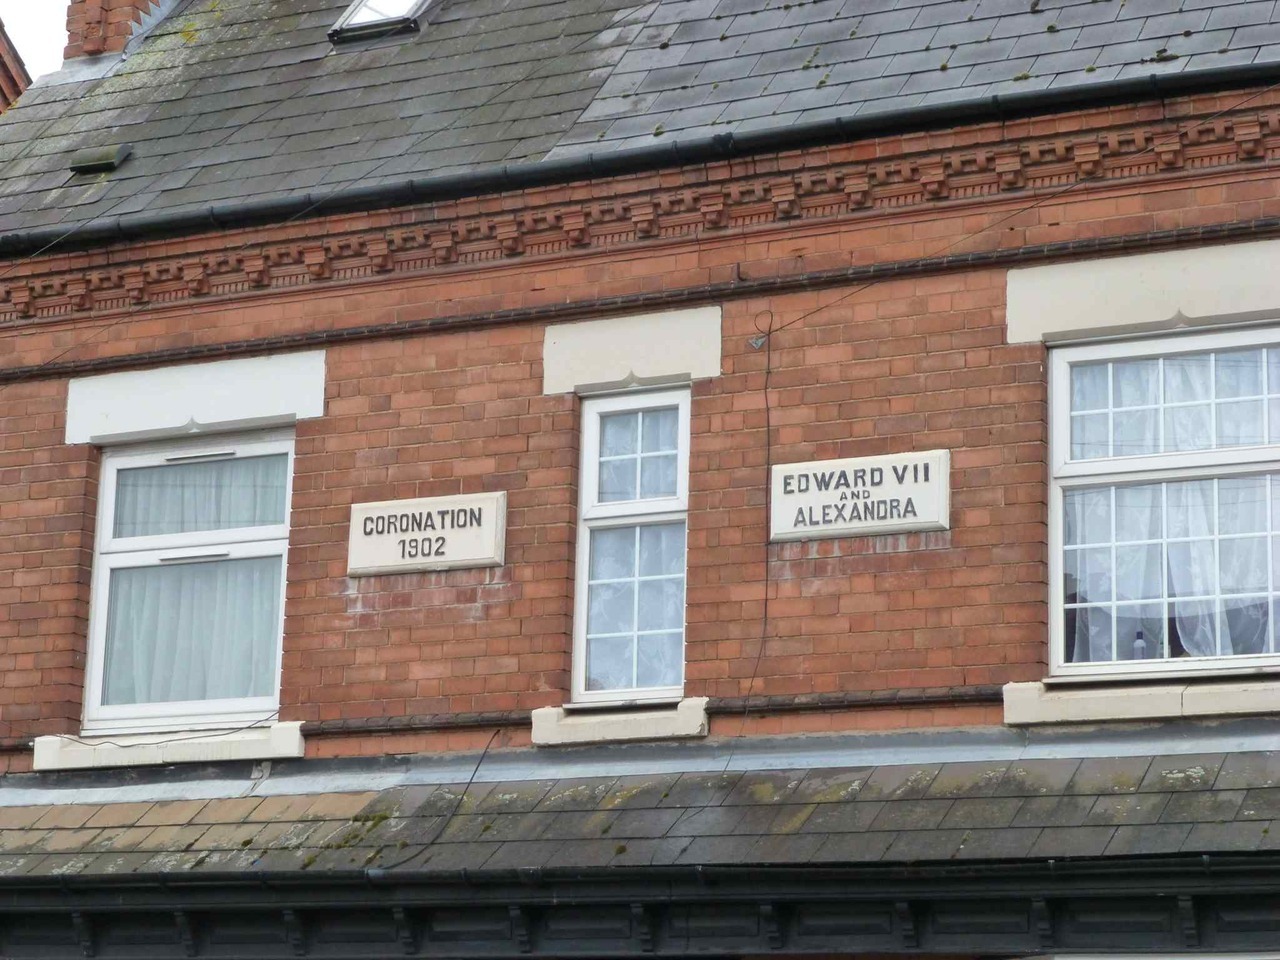 CORONATION
1902
EDWARD VII
AND
ALEXANDRA